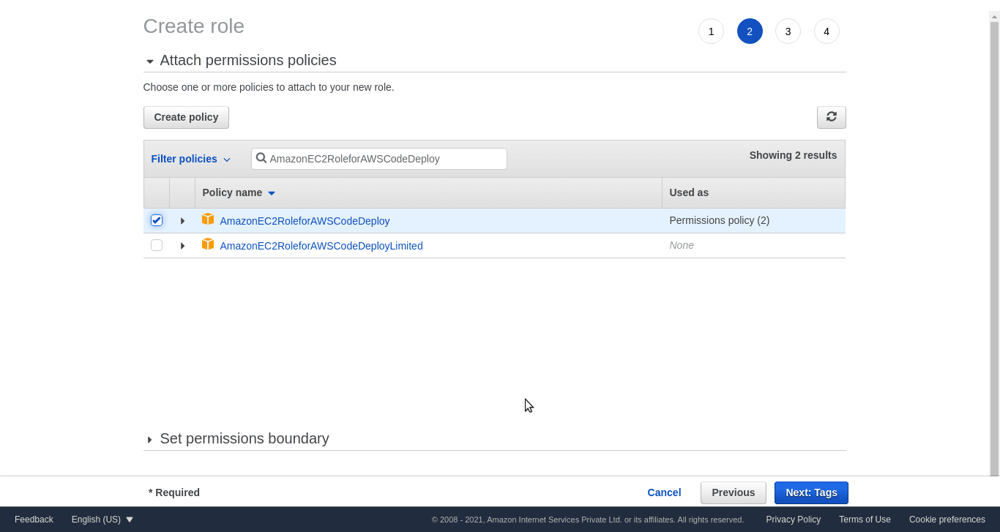 Create role
1 2 3 4
Attach permissions policies
Choose one or more policies to attach to your new role.
Create policy
Filter policies AmazonEC2RoleforAWSCodeDeploy Showing 2 results
Policy name Used as
AmazonEC2RoleforAWSCodeDeploy Permissions policy (2)
AmazonEC2RoleforAWSCodeDeployLimited None
Set permissions boundary
* Required Cancel Previous Next: Tags
Feedback English (US) © 2008 - 2021, Amazon Internet Services Private Ltd. or its affiliates. All rights reserved. Privacy Policy Terms of Use Cookie preferences